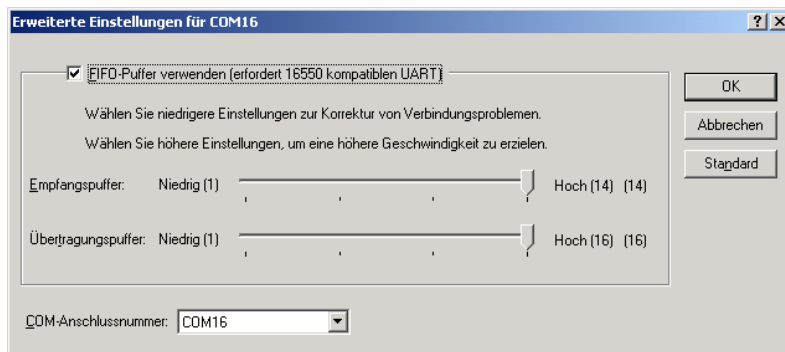 Erweiterte Einstellungen für COM16
FIFO-Puffer verwenden (erfordert 16550 kompatiblen UART)
OK
Wählen Sie niedrigere Einstellungen zur Korrektur von Verbindungsproblemen.
Abbrechen
Wählen Sie höhere Einstellungen, um eine höhere Geschwindigkeit zu erzielen.
Standard
Empfangspuffer: Niedrig (1) Hoch (14) (14)
Übertragungspuffer: Niedrig (1) Hoch (16) (16)
COM-Anschlussnummer: COM16